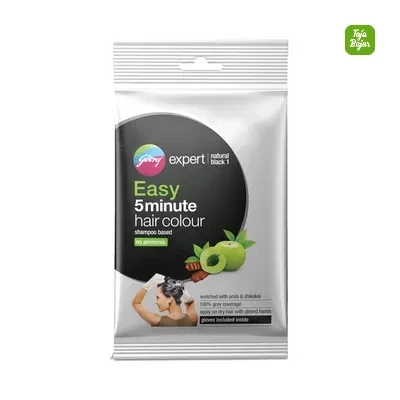 Taja
Bajar
Godrej
expert natural
black 1
Easy
5 minute
hair colour
shampoo based
no ammonia
enriched with amla & shikakai
100% grey coverage
apply on dry hair with gloved hands
gloves included inside